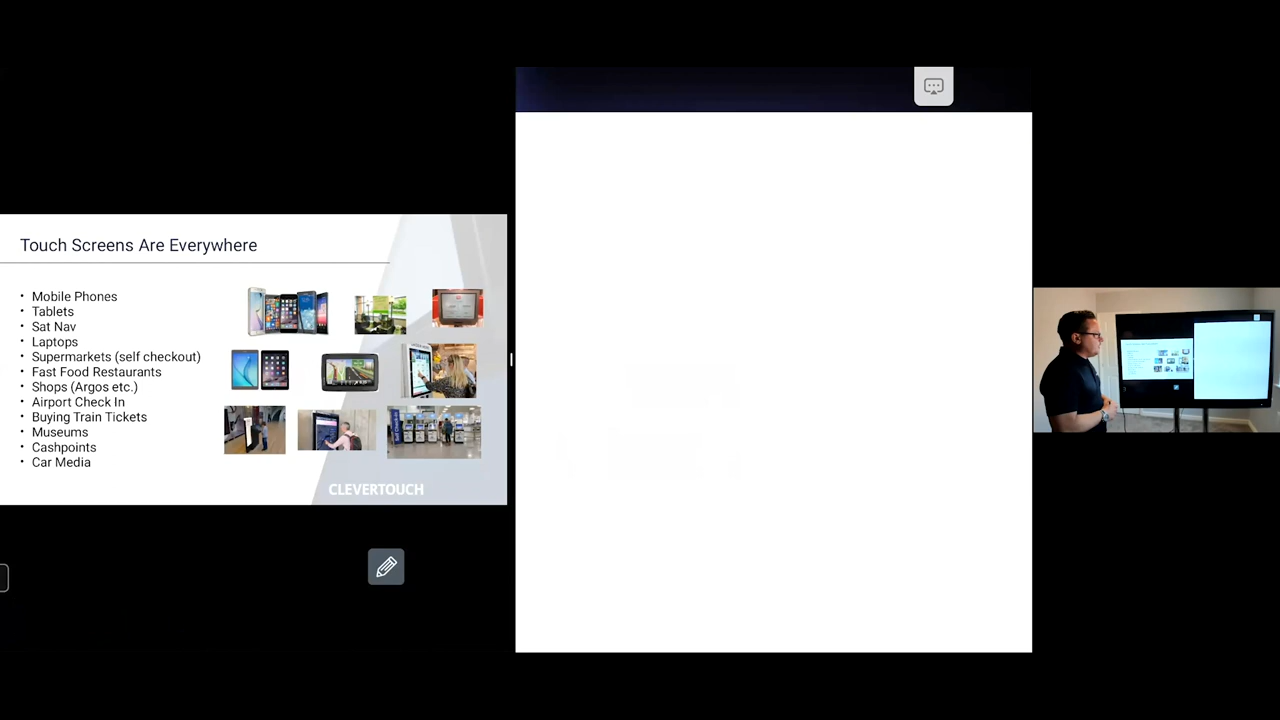 Touch Screens Are Everywhere
• Mobile Phones
• Tablets
• Sat Nav
• Laptops
• Supermarkets (self checkout)
• Fast Food Restaurants
• Shops (Argos etc.)
• Airport Check In
• Buying Train Tickets
• Museums
• Cashpoints
• Car Media
CLEVERTOUCH